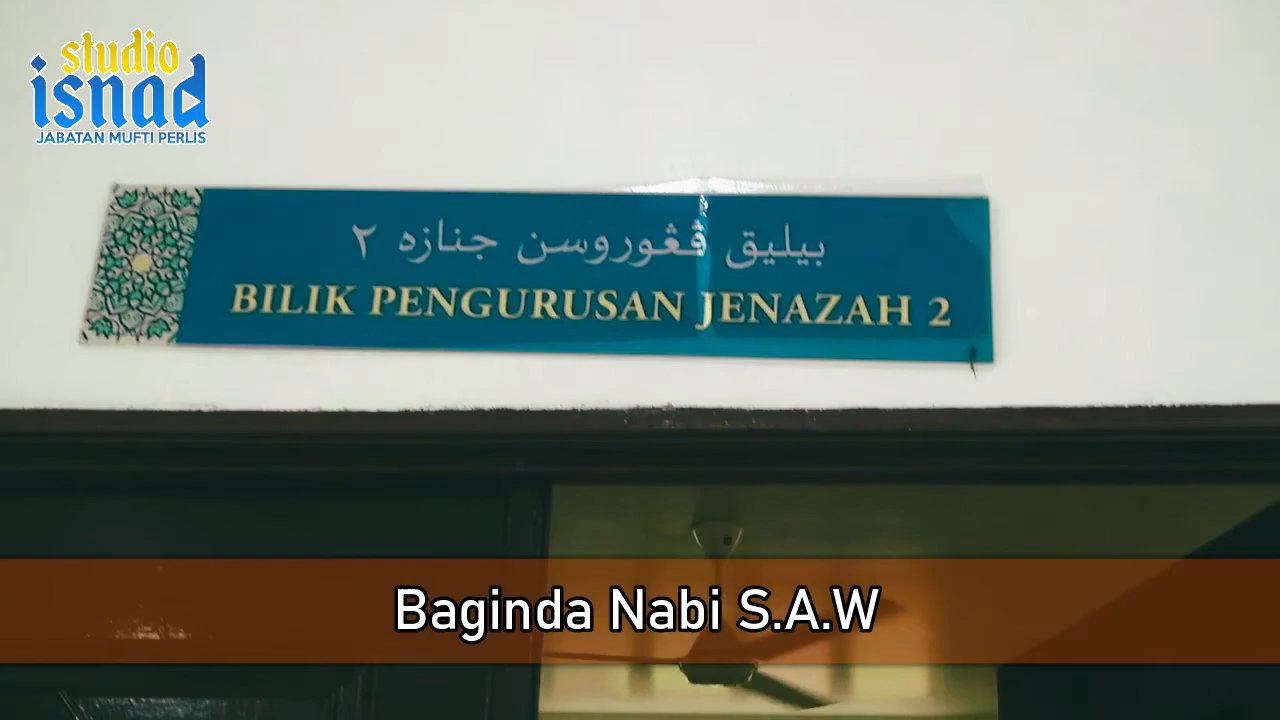 studio
isnad
JABATAN MUFTI PERLIS
بيليق ڤڠوروسن جنازه ٢
BILIK PENGURUSAN JENAZAH 2
Baginda Nabi S.A.W